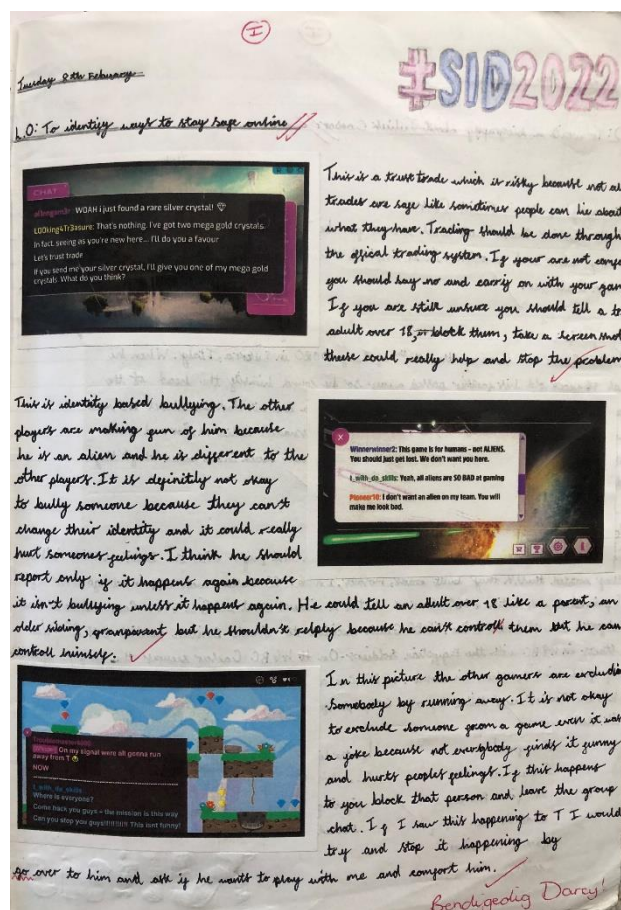 I
Tuesday 8th Feburary
#SID2022
L.O: To identify ways to stay safe online
CHAT
WOAH i just found a rare silver crystal!
L00king4Tr3asure: That's nothing. I've got two mega gold crystals.
In fact, seeing as you're new here... I'll do you a favour
Let's trust trade
If you send me your silver crystal, I'll give you one of my mega gold
crystals. What do you think?
This is a trust trade which is risky because not al
trades are safe like somtimes people can lie about
what they have. Trading should be done through
the offical trading system. If your are not
you should say no and carry on with your
If you are still unsure you should tell a
adult over 18, or block them, take a screen
theese could really help and stop the problem
This is identity based bullying. The other
players are making fun of him because
he is an alien and he is different to the
other players. It is definitly not okay
to bully someone because they can't
change their identity and it could really
hurt someones feelings. I think he should
report only if it happens again because
it isn't bullying unless it happens again. He could tell an adult over 18 like a parent, an
older sibling, granparent but he shouldn't relply because he can't controll them but he can
controll himself.
Winnerwinner2: This game is for humans - not ALIENS.
You should just get lost. We don't want you here.
I_with_da_skills: Yeah, all aliens are SO BAD at gaming
I don't want an alien on my team. You will
make me look bad.
On my signal were all gonna run
away from T
NOW
I_with_da_skills
Where is everyone?
Come back you guys - the mission is this way
Can you stop you guys!!!!!!!!! This isnt funny!
In this picture the other gamers are
somebody by running away. It is not okay
to exclude someone from a game even it was
a joke because not everybody finds it funny
and hurts peoples feelings. If this happens
to you block that person and leave the group
chat. If I saw this happening to T I would
try and stop it happening by
go over to him and ask if he wants to play with me and comfort him.
Bendigedig Darcy!